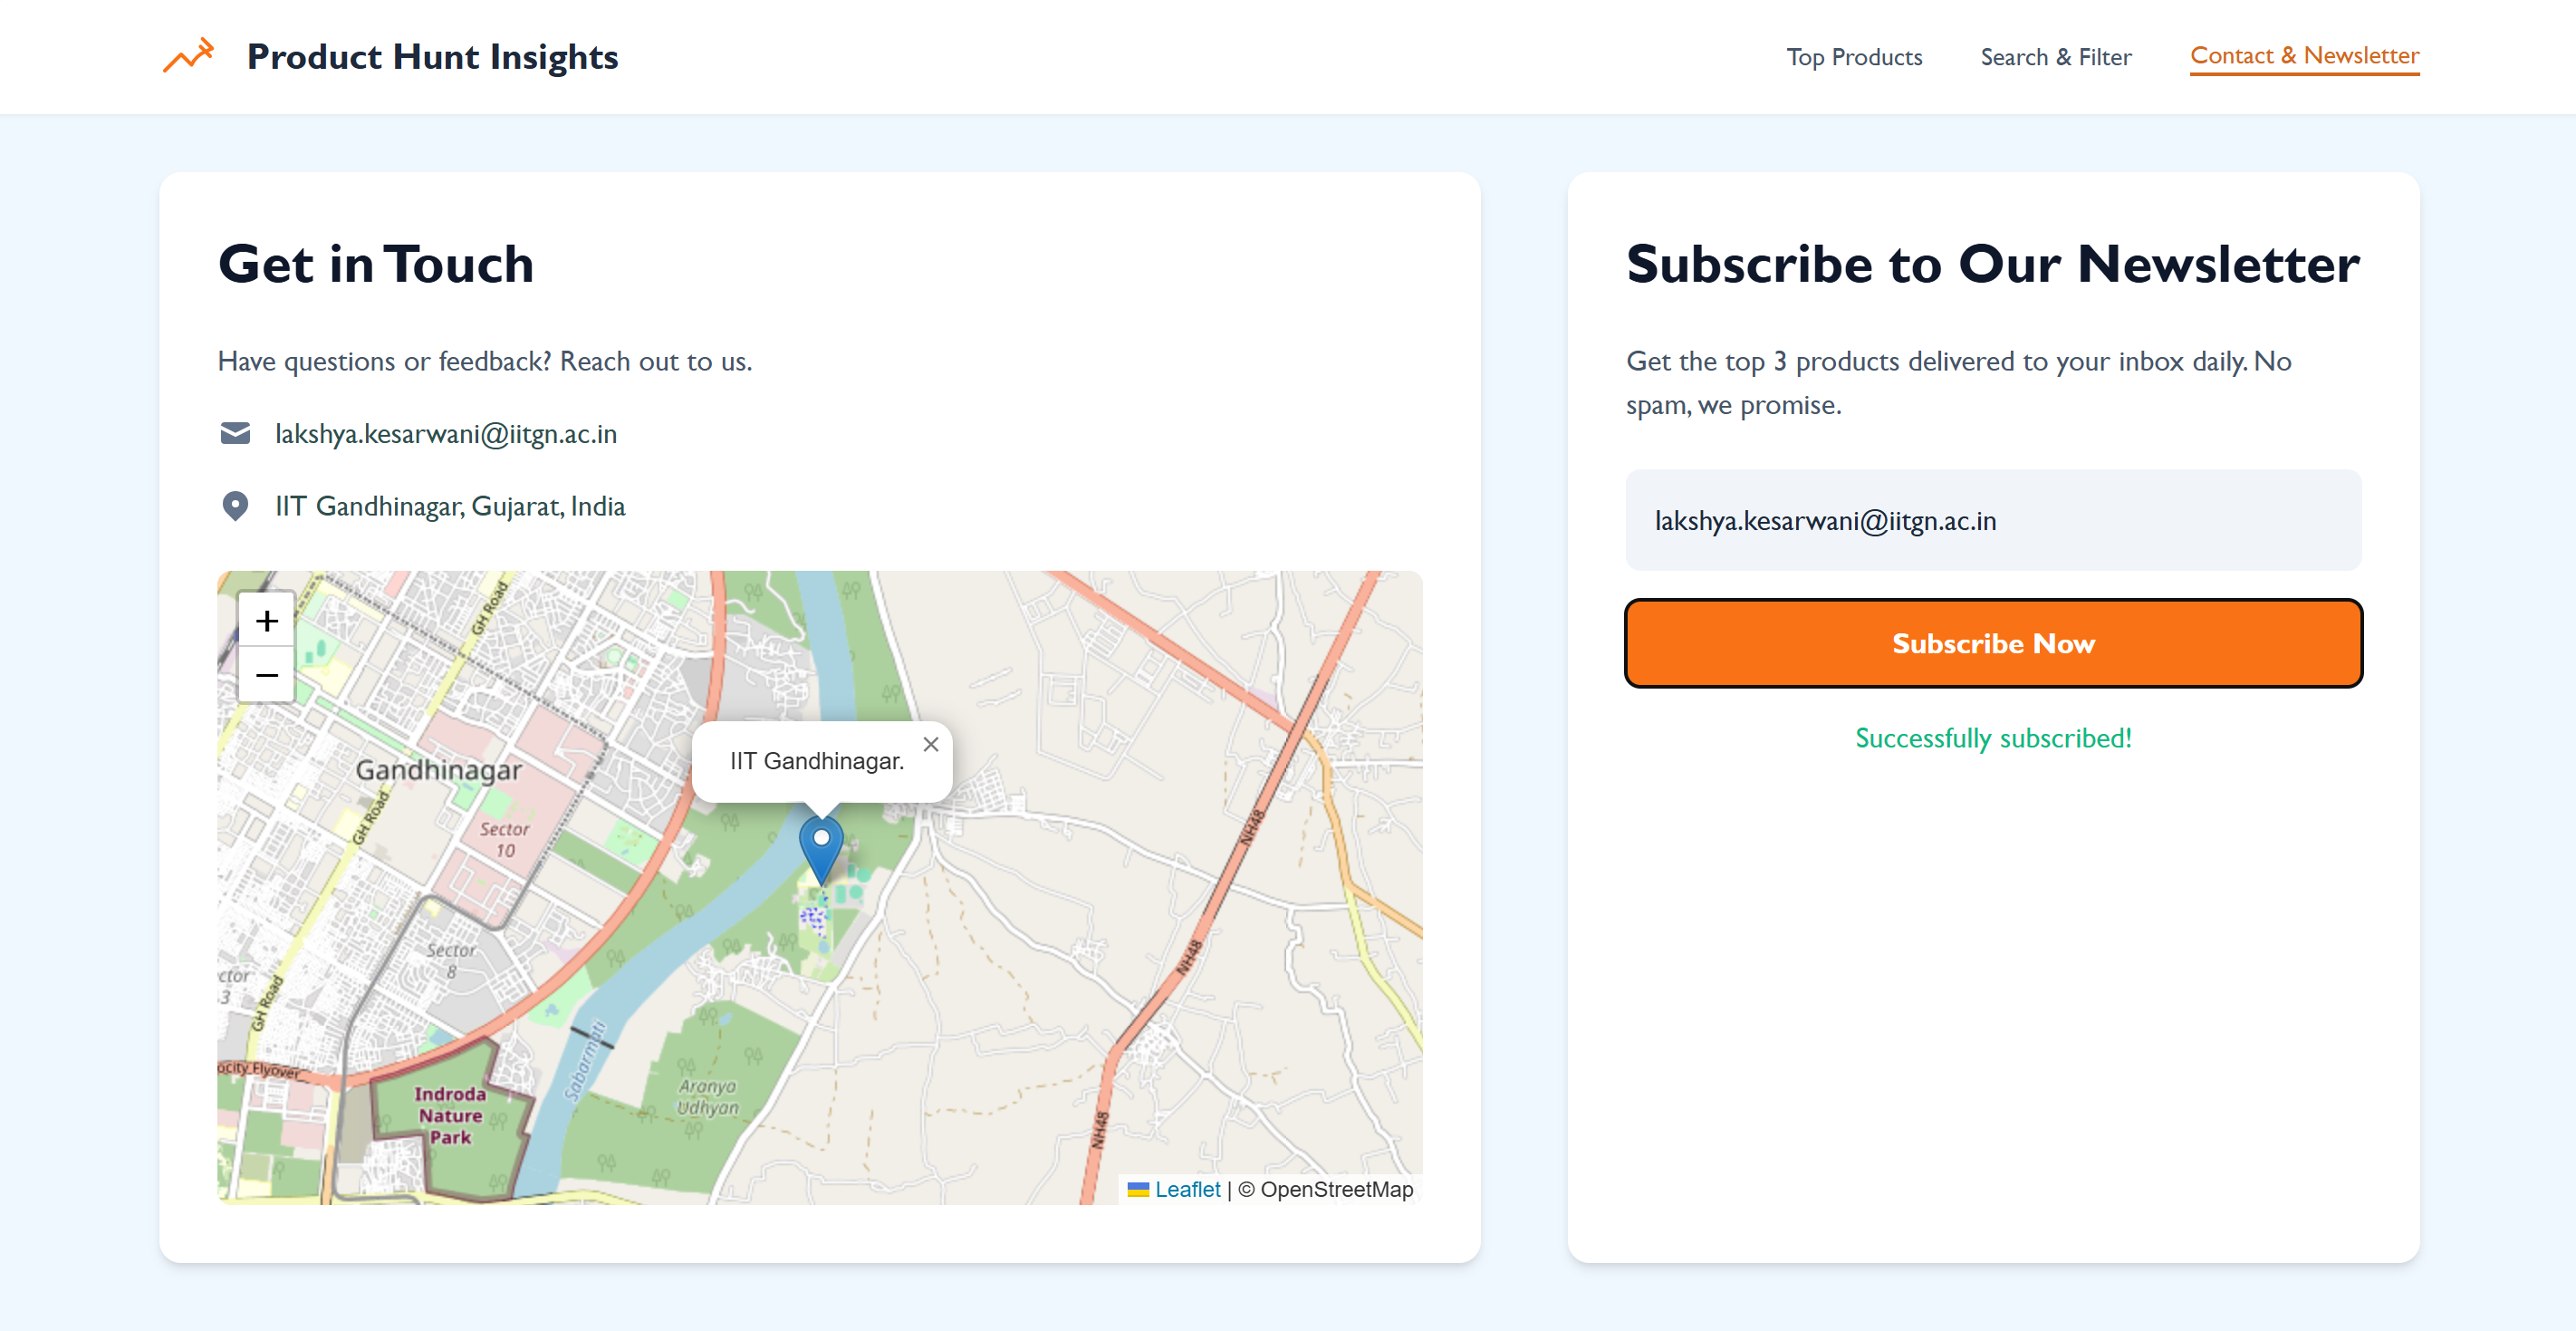 Product Hunt Insights
Top Products
Search & Filter
Contact & Newsletter
Get in Touch
Have questions or feedback? Reach out to us.
lakshya.kesarwani@iitgn.ac.in
IIT Gandhinagar, Gujarat, India
+
−
GH Road
IIT Gandhinagar.
×
Gandhinagar
GH Road
Sector
10
NH48
Sector
8
NH48
ctor
3
GH Road
Sabarmati
ocity Flyover
Indroda
Nature
Park
Aranya
Udhyan
NH48
Leaflet | © OpenStreetMap
Subscribe to Our Newsletter
Get the top 3 products delivered to your inbox daily. No
spam, we promise.
lakshya.kesarwani@iitgn.ac.in
Subscribe Now
Successfully subscribed!